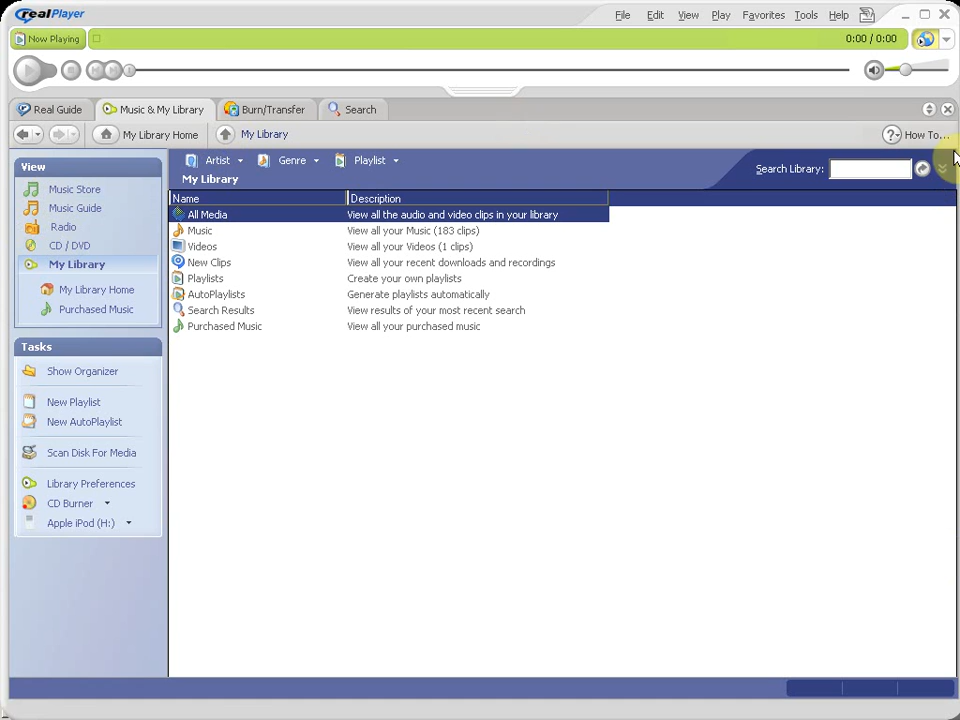 realPlayer
File Edit View Play Favorites Tools Help
Now Playing 0:00 / 0:00
Real Guide Music & My Library Burn/Transfer Search
My Library Home My Library How To...
View
Music Store
Music Guide
Radio
CD / DVD
My Library
My Library Home
Purchased Music
Tasks
Show Organizer
New Playlist
New AutoPlaylist
Scan Disk For Media
Library Preferences
CD Burner
Apple iPod (H:)
Artist Genre Playlist
My Library
Search Library:
Name Description
All Media View all the audio and video clips in your library
Music View all your Music (183 clips)
Videos View all your Videos (1 clips)
New Clips View all your recent downloads and recordings
Playlists Create your own playlists
AutoPlaylists Generate playlists automatically
Search Results View results of your most recent search
Purchased Music View all your purchased music